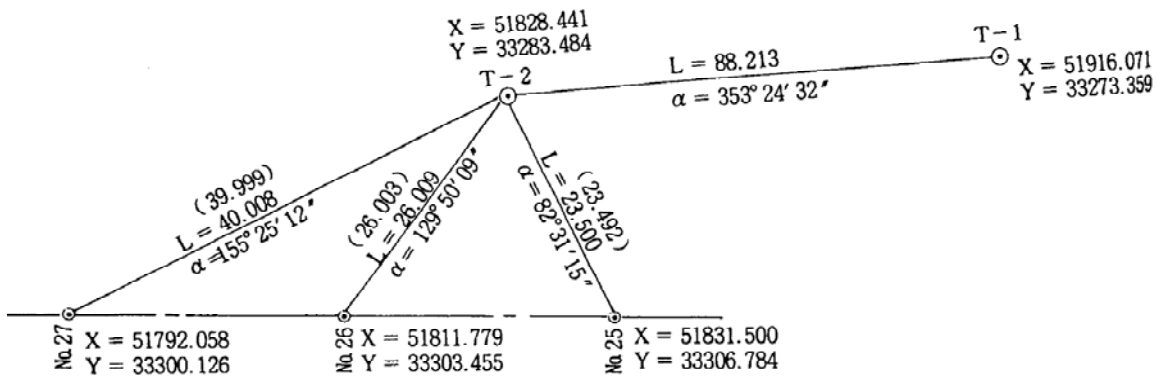 X = 51828.441
Y = 33283.484
T-2
T-1
L = 88.213
α = 353° 24′ 32″
X = 51916.071
Y = 33273.359
(39.999)
L = 40.008
α = 155° 25′ 12″
(26.003)
L = 26.009
α = 129° 50′ 09″
(23.492)
L = 23.500
α = 82° 31′ 15″
No.27
X = 51792.058
Y = 33300.126
No.26
X = 51811.779
Y = 33303.455
No.25
X = 51831.500
Y = 33306.784